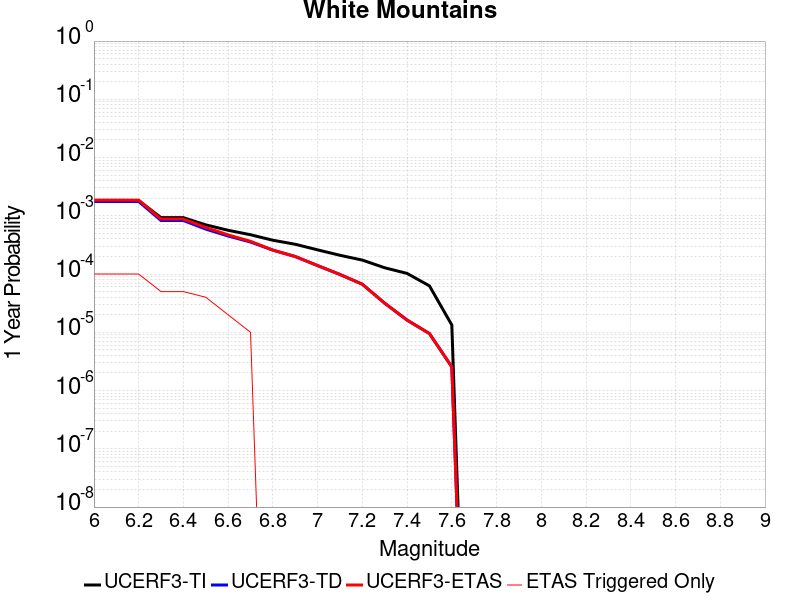 White Mountains
10^0
10^-1
10^-2
10^-3
10^-4
10^-5
10^-6
10^-7
10^-8
1 Year Probability
6 6.2 6.4 6.6 6.8 7 7.2 7.4 7.6 7.8 8 8.2 8.4 8.6 8.8 9
Magnitude
UCERF3-TI UCERF3-TD UCERF3-ETAS ETAS Triggered Only